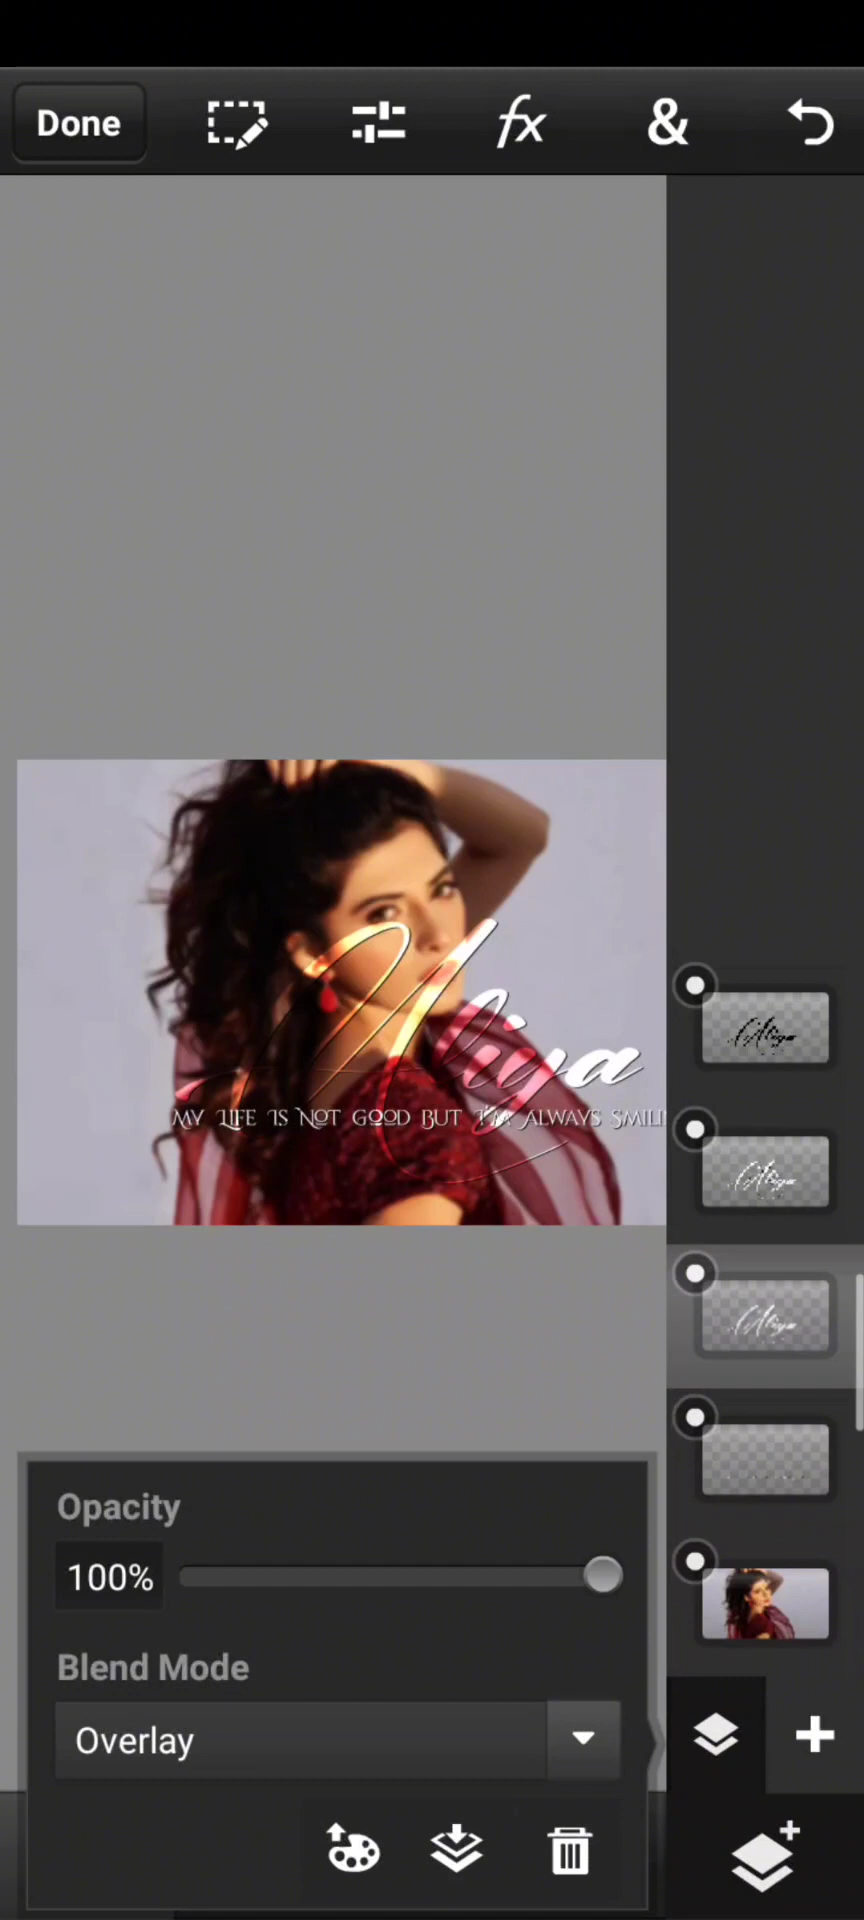 Done
fx
&
Aliya
MY LIFE IS NOT GOOD BUT I'M ALWAYS SMILI
Opacity
100%
Blend Mode
Overlay